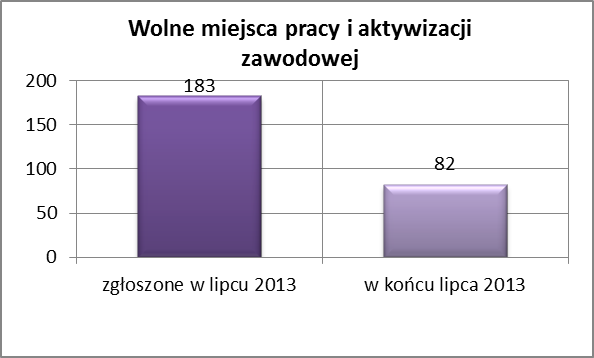 Wolne miejsca pracy i aktywizacji
zawodowej
200
150
100
50
0
183
82
zgłoszone w lipcu 2013
w końcu lipca 2013